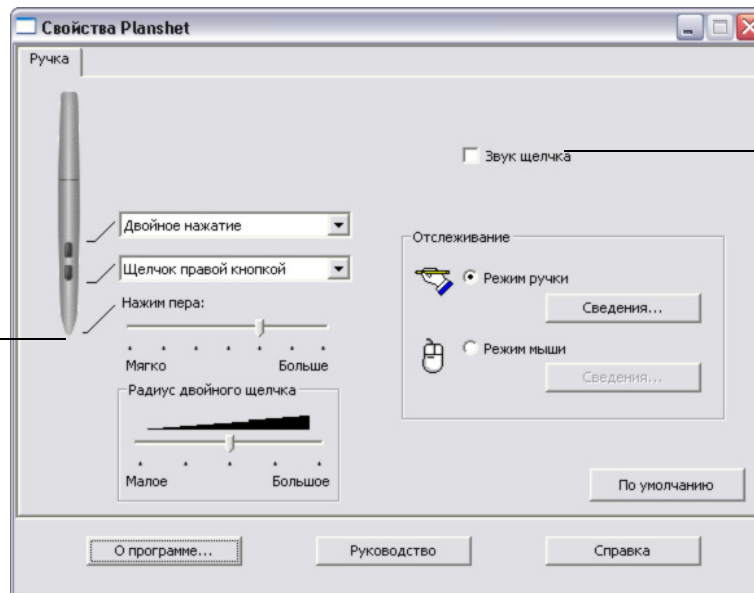 Свойства Planshet
Ручка
Звук щелчка
Двойное нажатие
Щелчок правой кнопкой
Нажим пера:
Мягко Больше
Радиус двойного щелчка
Малое Большое
Отслеживание
Режим ручки
Сведения...
Режим мыши
Сведения...
По умолчанию
О программе... Руководство Справка